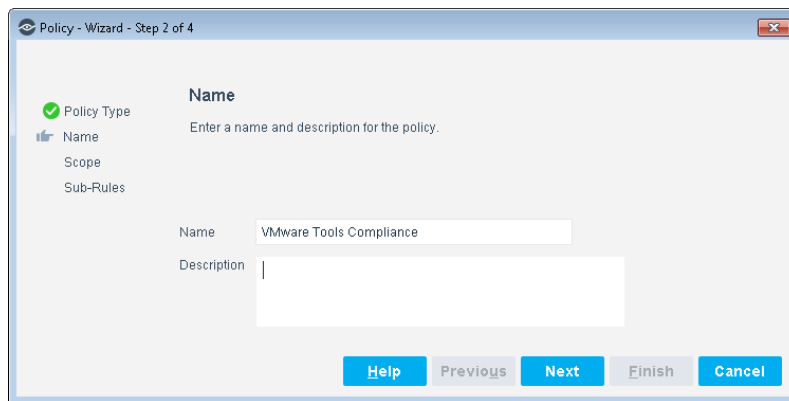 Policy - Wizard - Step 2 of 4
Name
Enter a name and description for the policy.
Policy Type
Name
Scope
Sub-Rules
Name VMware Tools Compliance
Description
Help Previous Next Finish Cancel